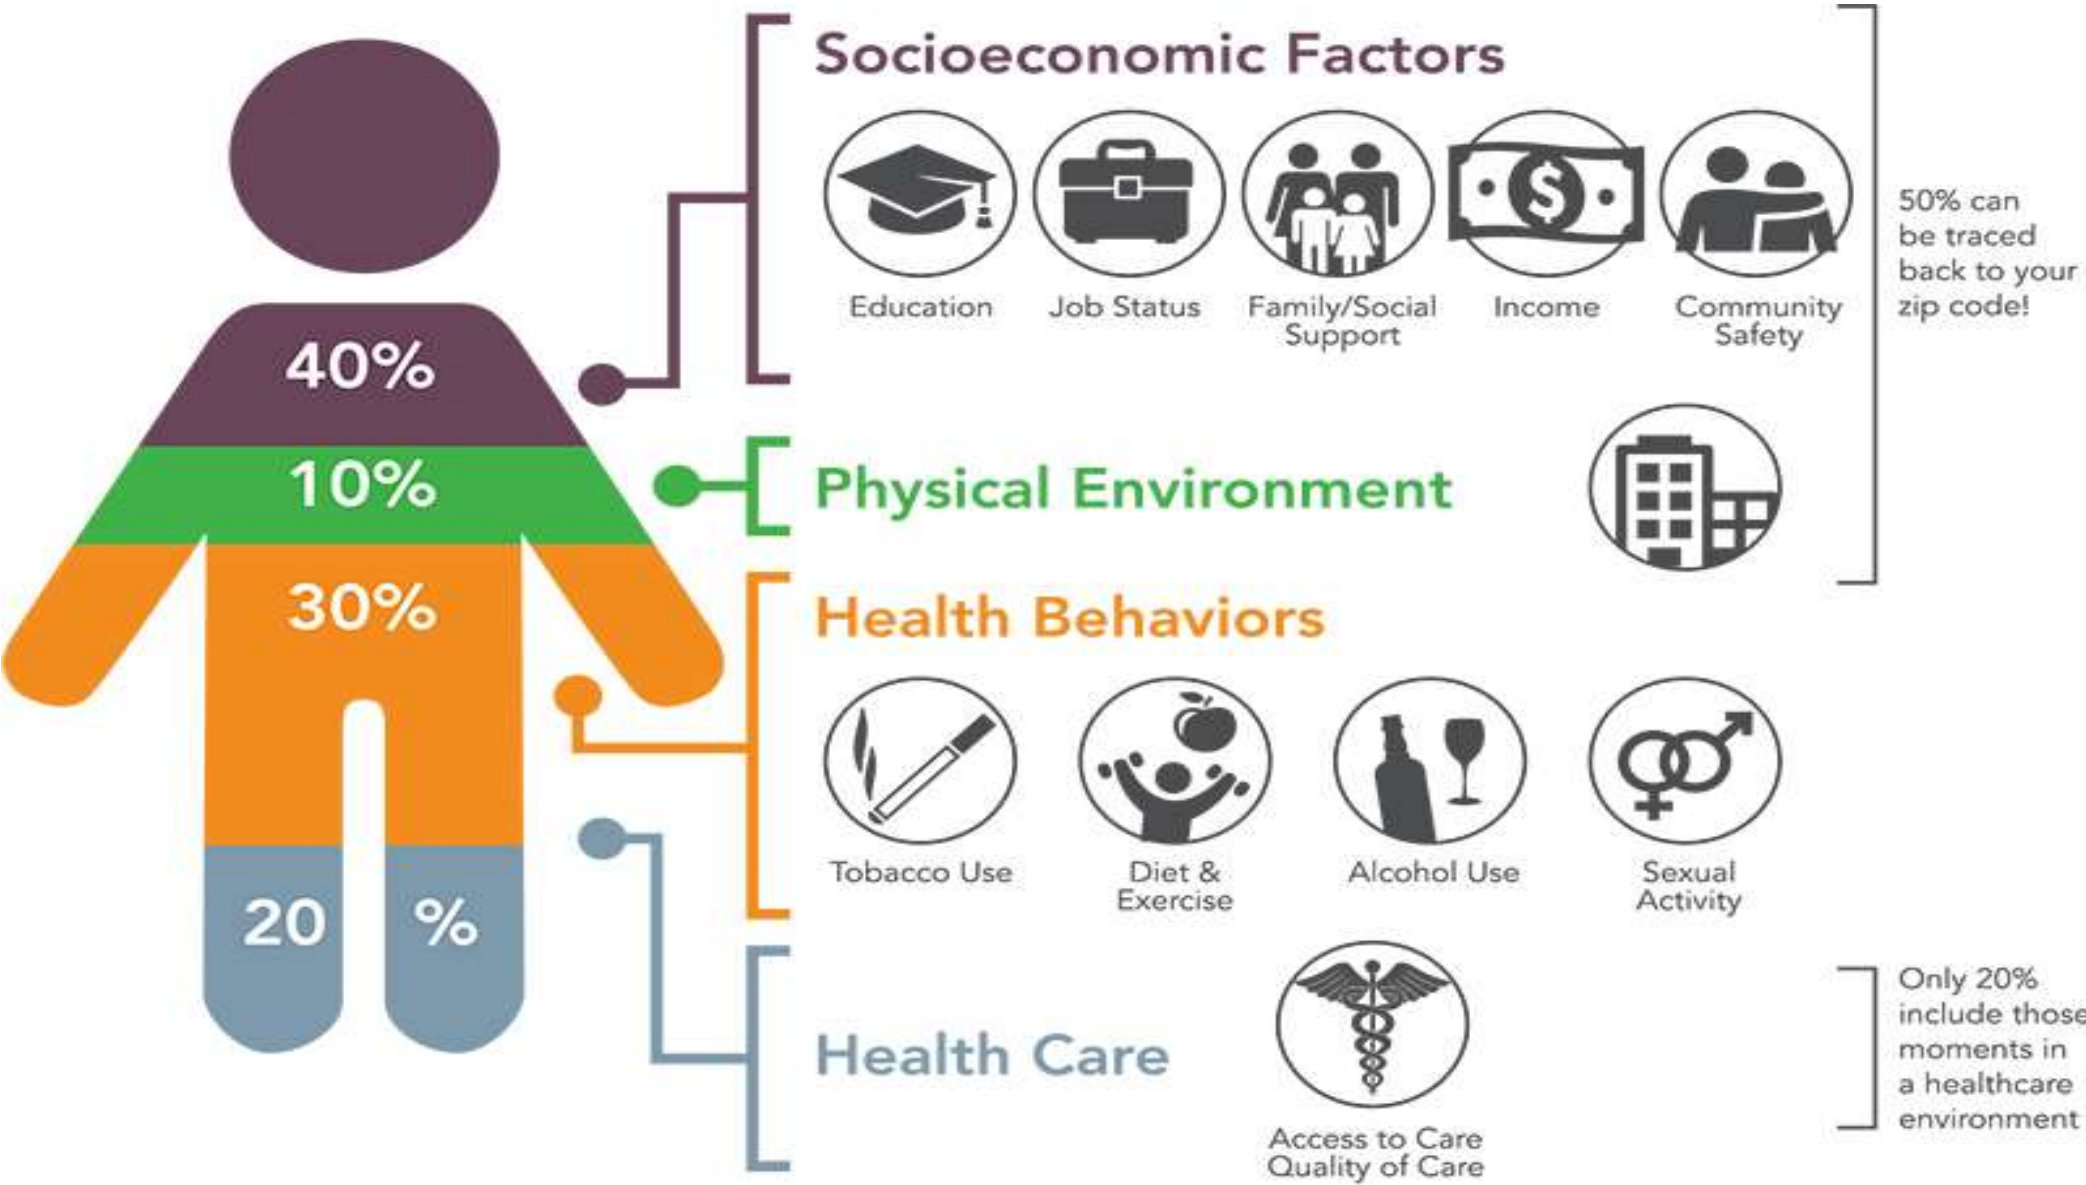 Socioeconomic Factors
Education
Job Status
Family/Social
Support
Income
Community
Safety
50% can
be traced
back to your
zip code!
40%
10%
Physical Environment
30%
Health Behaviors
Tobacco Use
Diet &
Exercise
Alcohol Use
Sexual
Activity
20 %
Health Care
Access to Care
Quality of Care
Only 20%
include those
moments in
a healthcare
environment